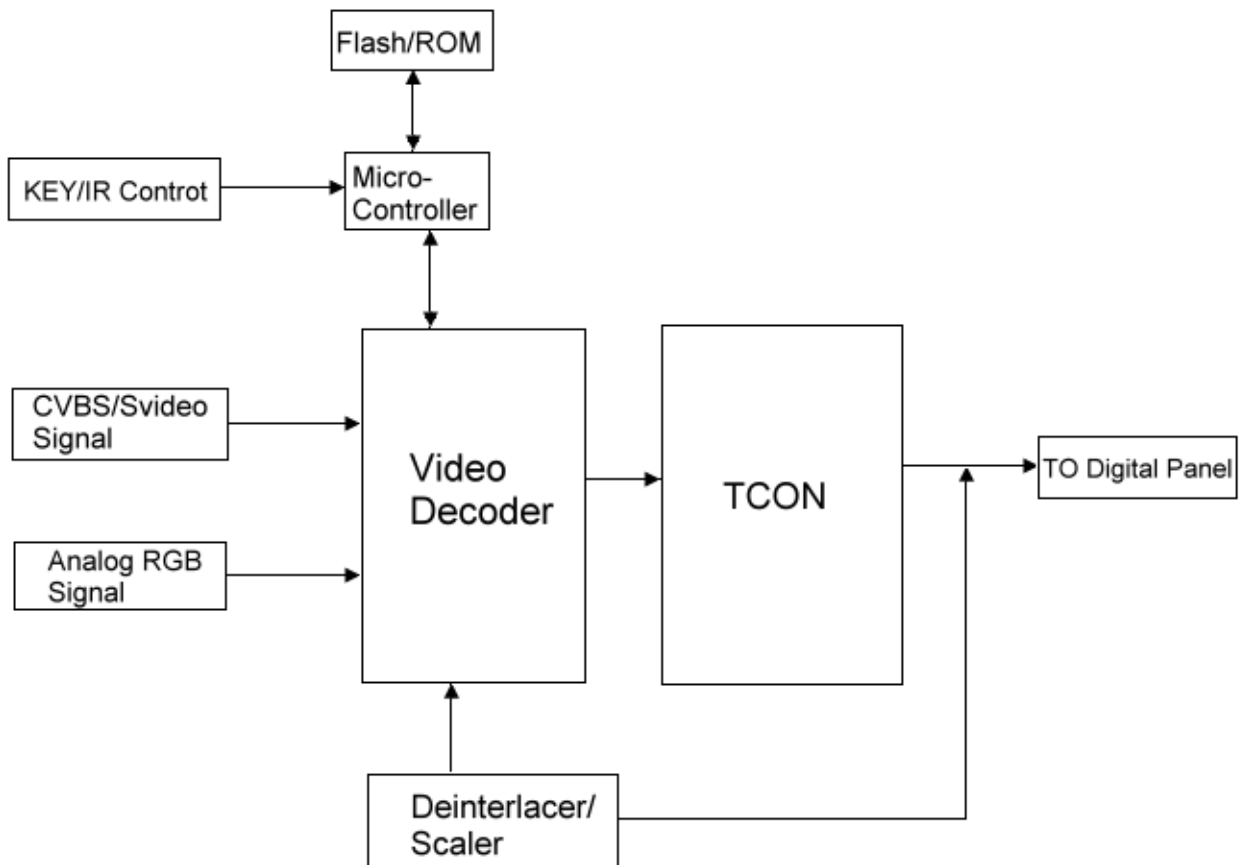 Flash/ROM
KEY/IR Controt
Micro-
Controller
CVBS/Svideo
Signal
Video
Decoder
TCON
TO Digital Panel
Analog RGB
Signal
Deinterlacer/
Scaler